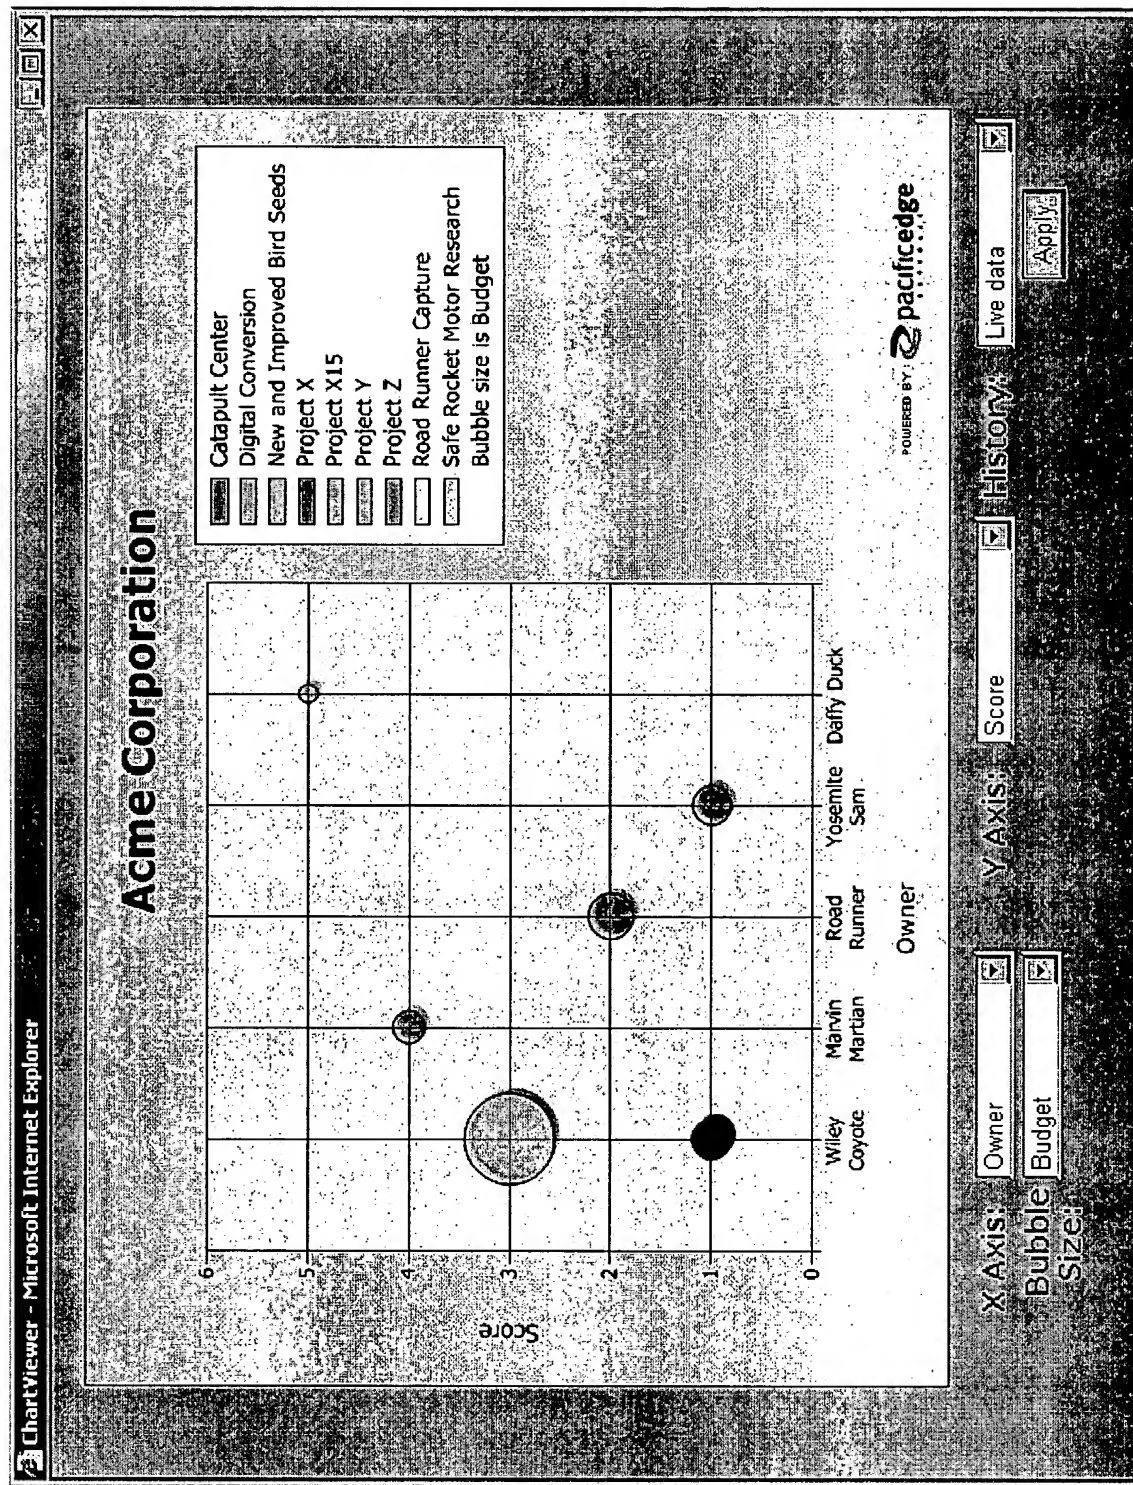 ChartViewer - Microsoft Internet Explorer
Acme Corporation
Score
6
5
4
3
2
1
0
Wiley
Coyote
Marvin
Martian
Road
Runner
Yosemite
Sam
Daffy Duck
Owner
Catapult Center
Digital Conversion
New and Improved Bird Seeds
Project X
Project X15
Project Y
Project Z
Road Runner Capture
Safe Rocket Motor Research
Bubble size is Budget
POWERED BY: pacificedge
X Axis: Owner
Y Axis: Score
History: Live data
Bubble
Size: Budget
Apply